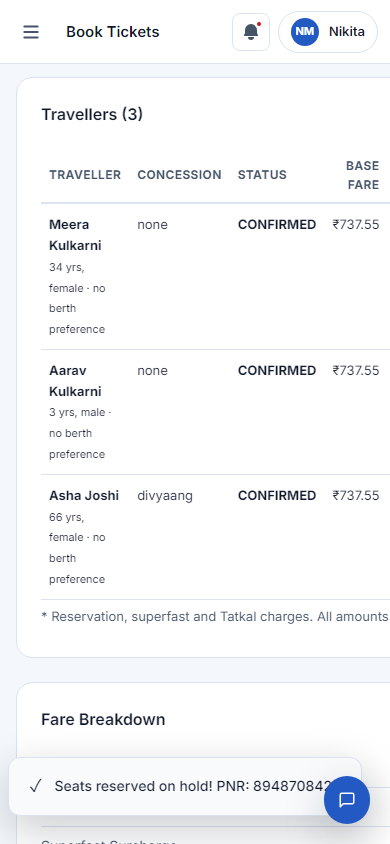 Book Tickets
NM
Nikita
Travellers (3)
TRAVELLER CONCESSION STATUS BASE FARE
Meera Kulkarni none CONFIRMED ₹737.55
34 yrs,
female · no
berth
preference
Aarav Kulkarni none CONFIRMED ₹737.55
3 yrs, male ·
no berth
preference
Asha Joshi divyaang CONFIRMED ₹737.55
66 yrs,
female · no
berth
preference
* Reservation, superfast and Tatkal charges. All amounts
Fare Breakdown
✓ Seats reserved on hold! PNR: 894870842